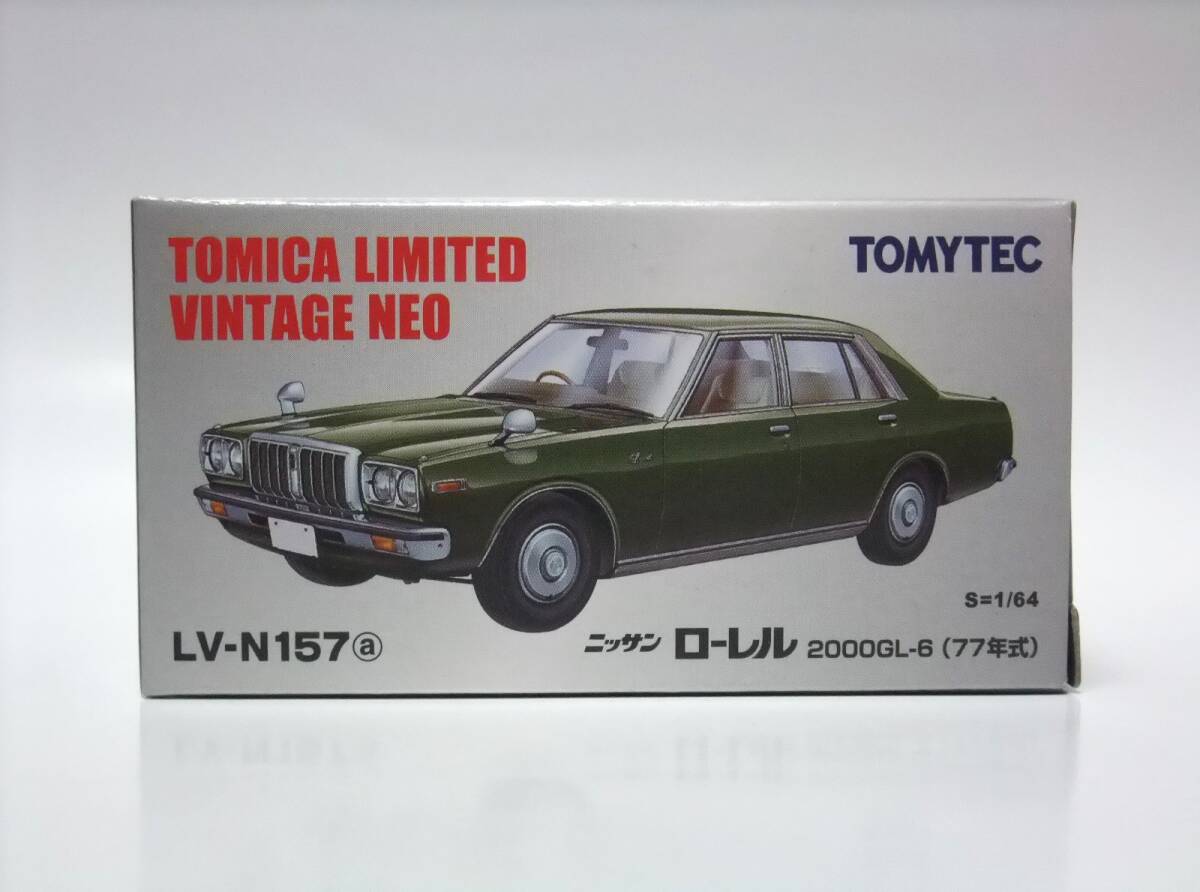 TOMICA LIMITED
VINTAGE NEO
TOMYTEC
S=1/64
LV-N157ⓐ
ニッサン ローレル 2000GL-6 (77年式)